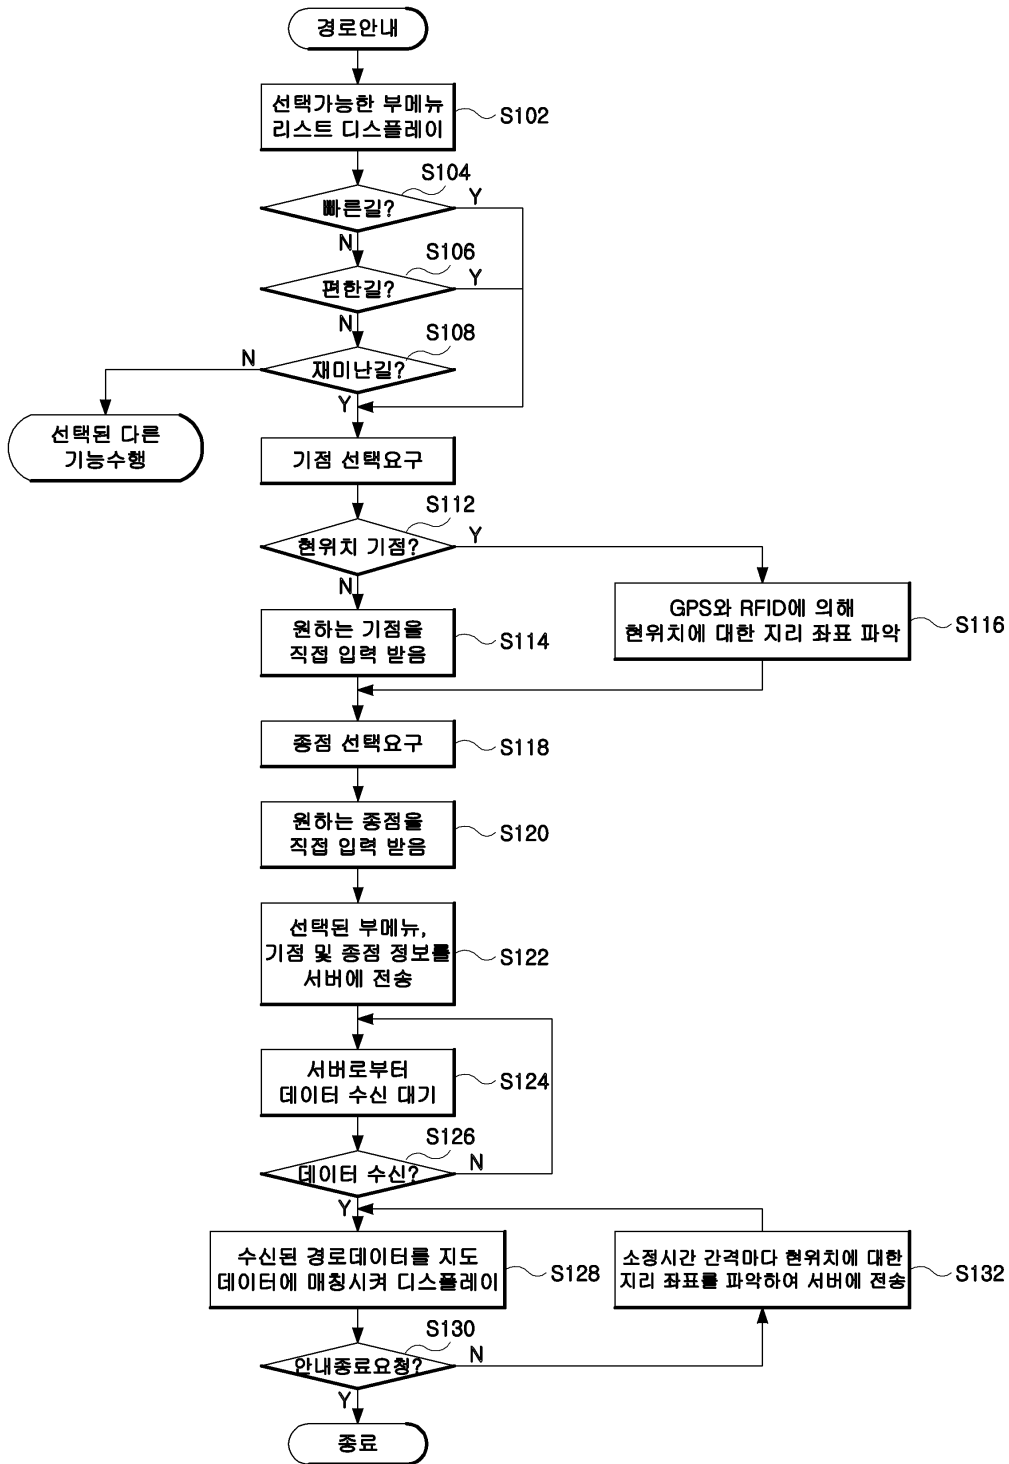 경로안내
선택가능한 부메뉴
리스트 디스플레이
S102
S104
빠른길?
Y
N
S106
편한길?
Y
N
S108
재미난길?
N
Y
선택된 다른
기능수행
기점 선택요구
S112
현위치 기점?
Y
N
원하는 기점을
직접 입력 받음
S114
GPS와 RFID에 의해
현위치에 대한 지리 좌표 파악
S116
종점 선택요구
S118
원하는 종점을
직접 입력 받음
S120
선택된 부메뉴,
기점 및 종점 정보를
서버에 전송
S122
서버로부터
데이터 수신 대기
S124
S126
데이터 수신?
N
Y
수신된 경로데이터를 지도
데이터에 매칭시켜 디스플레이
S128
소정시간 간격마다 현위치에 대한
지리 좌표를 파악하여 서버에 전송
S132
S130
안내종료요청?
N
Y
종료